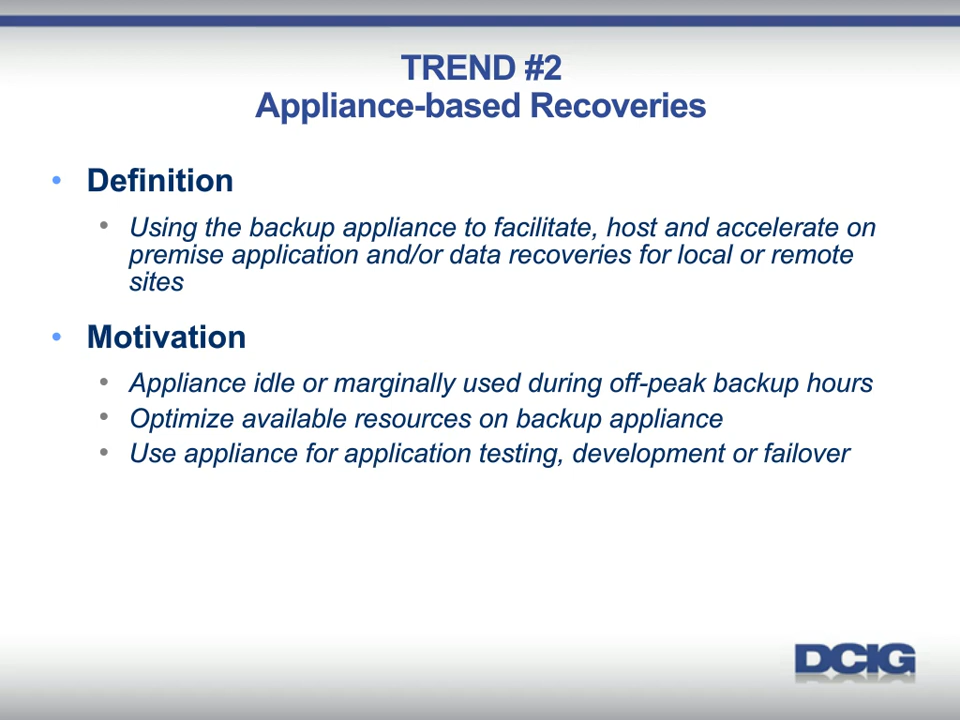 TREND #2
Appliance-based Recoveries
• Definition
• Using the backup appliance to facilitate, host and accelerate on
premise application and/or data recoveries for local or remote
sites
• Motivation
• Appliance idle or marginally used during off-peak backup hours
• Optimize available resources on backup appliance
• Use appliance for application testing, development or failover
DCIG